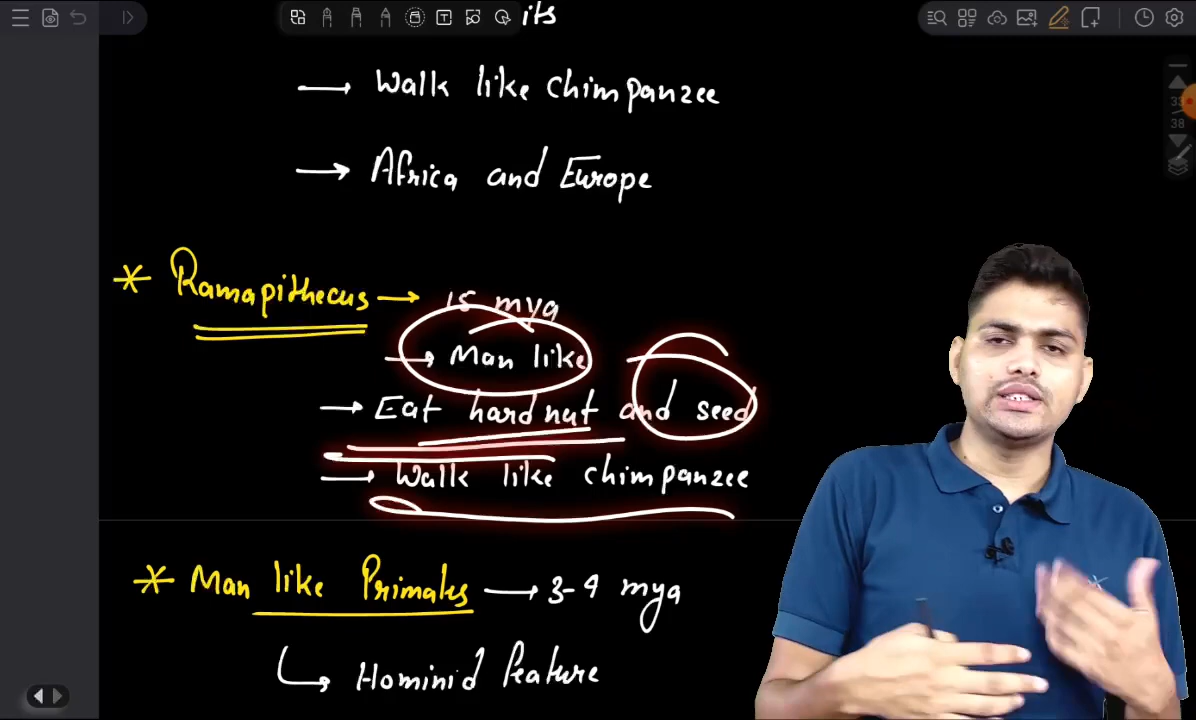 its
→ Walk like chimpanzee
→ Africa and Europe
* Ramapithecus → 15 mya
→ Man like
→ Eat hard nut and seed
→ Walk like chimpanzee
* Man like Primates → 3-4 mya
Hominid feature
38